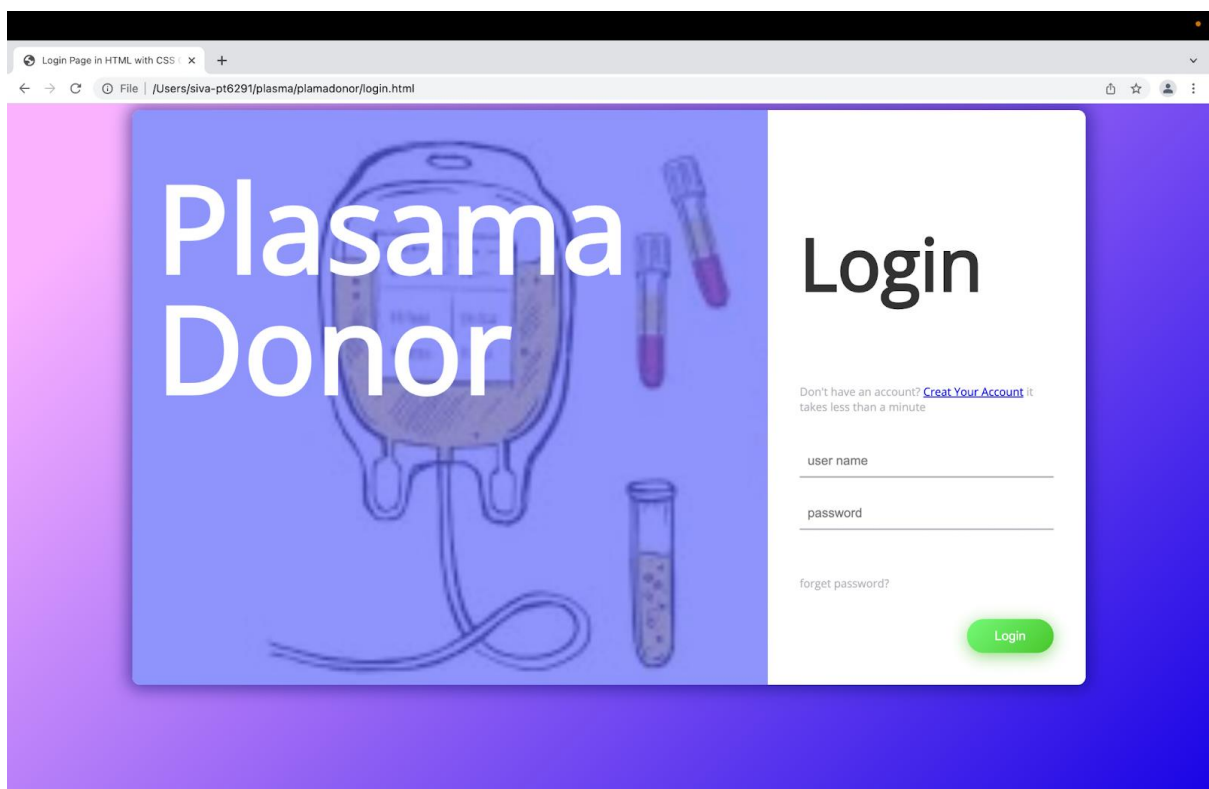 Login Page in HTML with CSS
File | /Users/siva-pt6291/plasma/plamadonor/login.html
Plasama
Donor
Login
Don't have an account? Creat Your Account it
takes less than a minute
user name
password
forget password?
Login